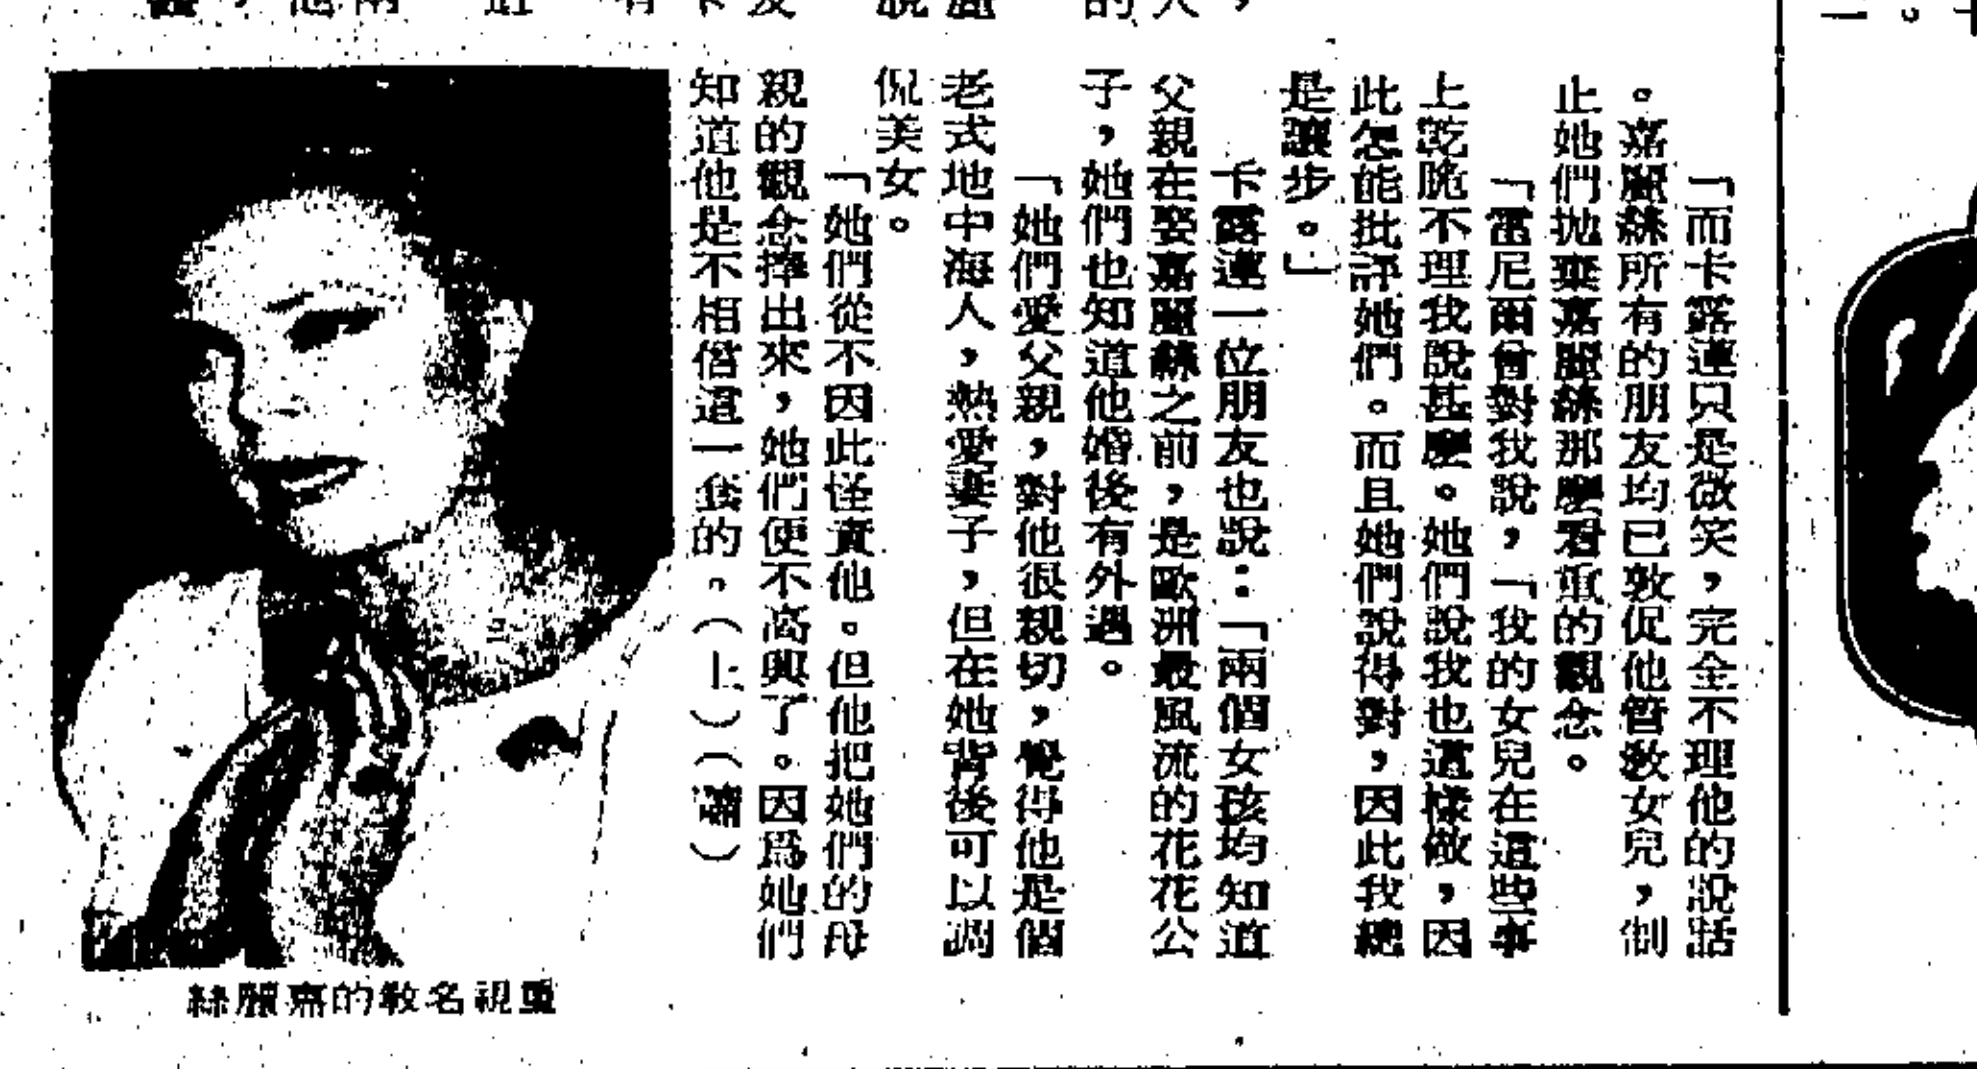 「而卡露蓮只是微笑，完全不理他的說話
。嘉麗絲所有的朋友均已敦促他管教女兒，制
止她們拋棄嘉麗絲那麼看重的觀念。
「雷尼爾會對我說，「我的女兒在這些事
上乾脆不理我說甚麼。她們說我也這樣做，因
此怎能批評她們。而且她們說得對，因此我總
是讓步。」
卡露蓮一位朋友也說：「兩個女孩均知道
父親在娶嘉麗絲之前，是歐洲最風流的花花公
子，她們也知道他婚後有外遇。
「她們愛父親，對他很親切，覺得他是個
老式地中海人，熱愛妻子，但在她背後可以調
侃美女。
「她們從不因此怪責他。但他把她們的母
親的觀念擇出來，她們便不高興了。因爲她們
知道他是不相信這一套的。（上）（蕭）
重視名敎的嘉麗絲